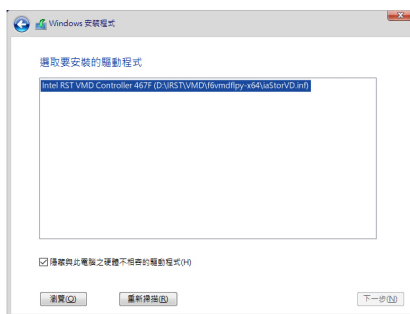 Windows 安裝程式
選取要安裝的驅動程式
Intel RST VMD Controller 467F (D:\IRST\VMD\f6vmdflpy-x64\iaStorVD.inf)
隱藏與此電腦之硬體不相容的驅動程式(H)
瀏覽(O) 重新掃描(R) 下一步(N)